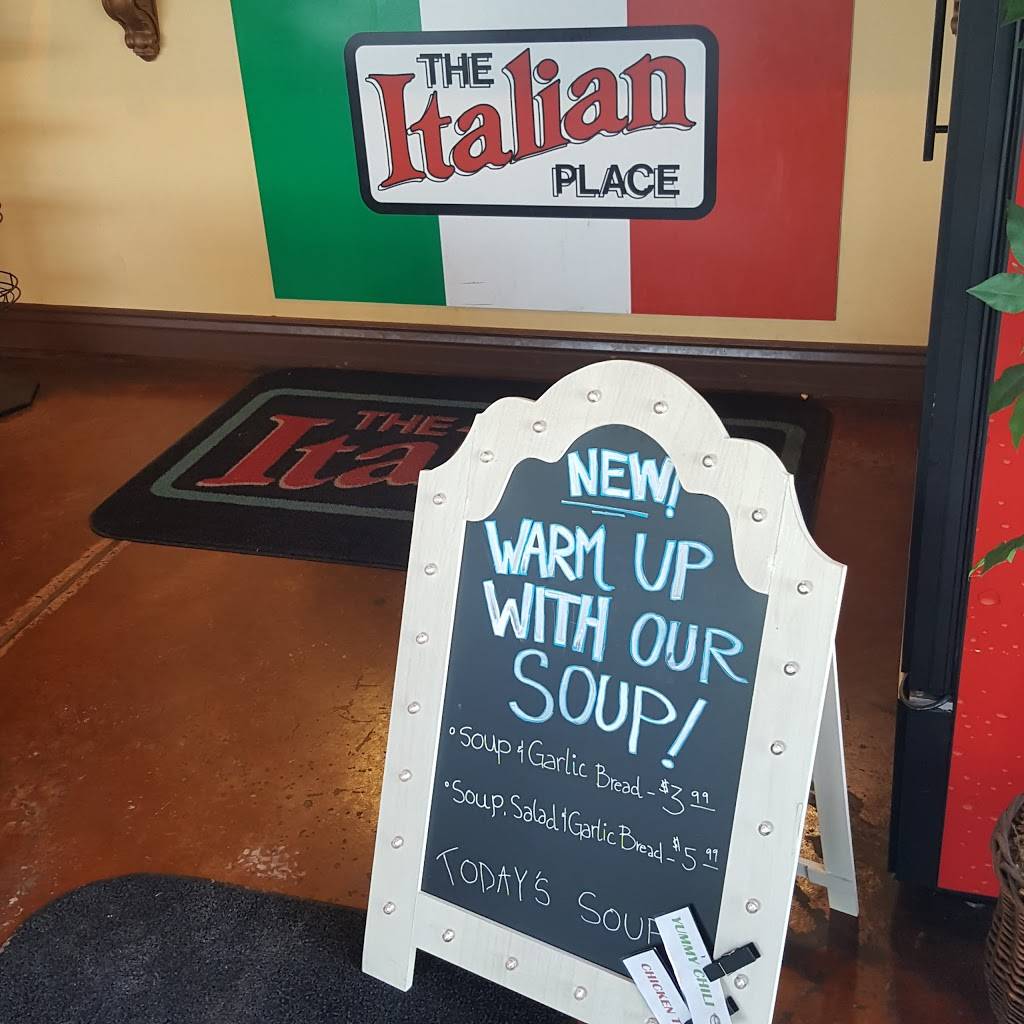 THE
Italian
PLACE
THE
Ita
NEW!
WARM UP
WITH OUR
SOUP!
• Soup & Garlic Bread - $3.99
• Soup, Salad & Garlic Bread - $5.99
TODAY'S SOUP
YUMMY CHILI
CHICKEN T